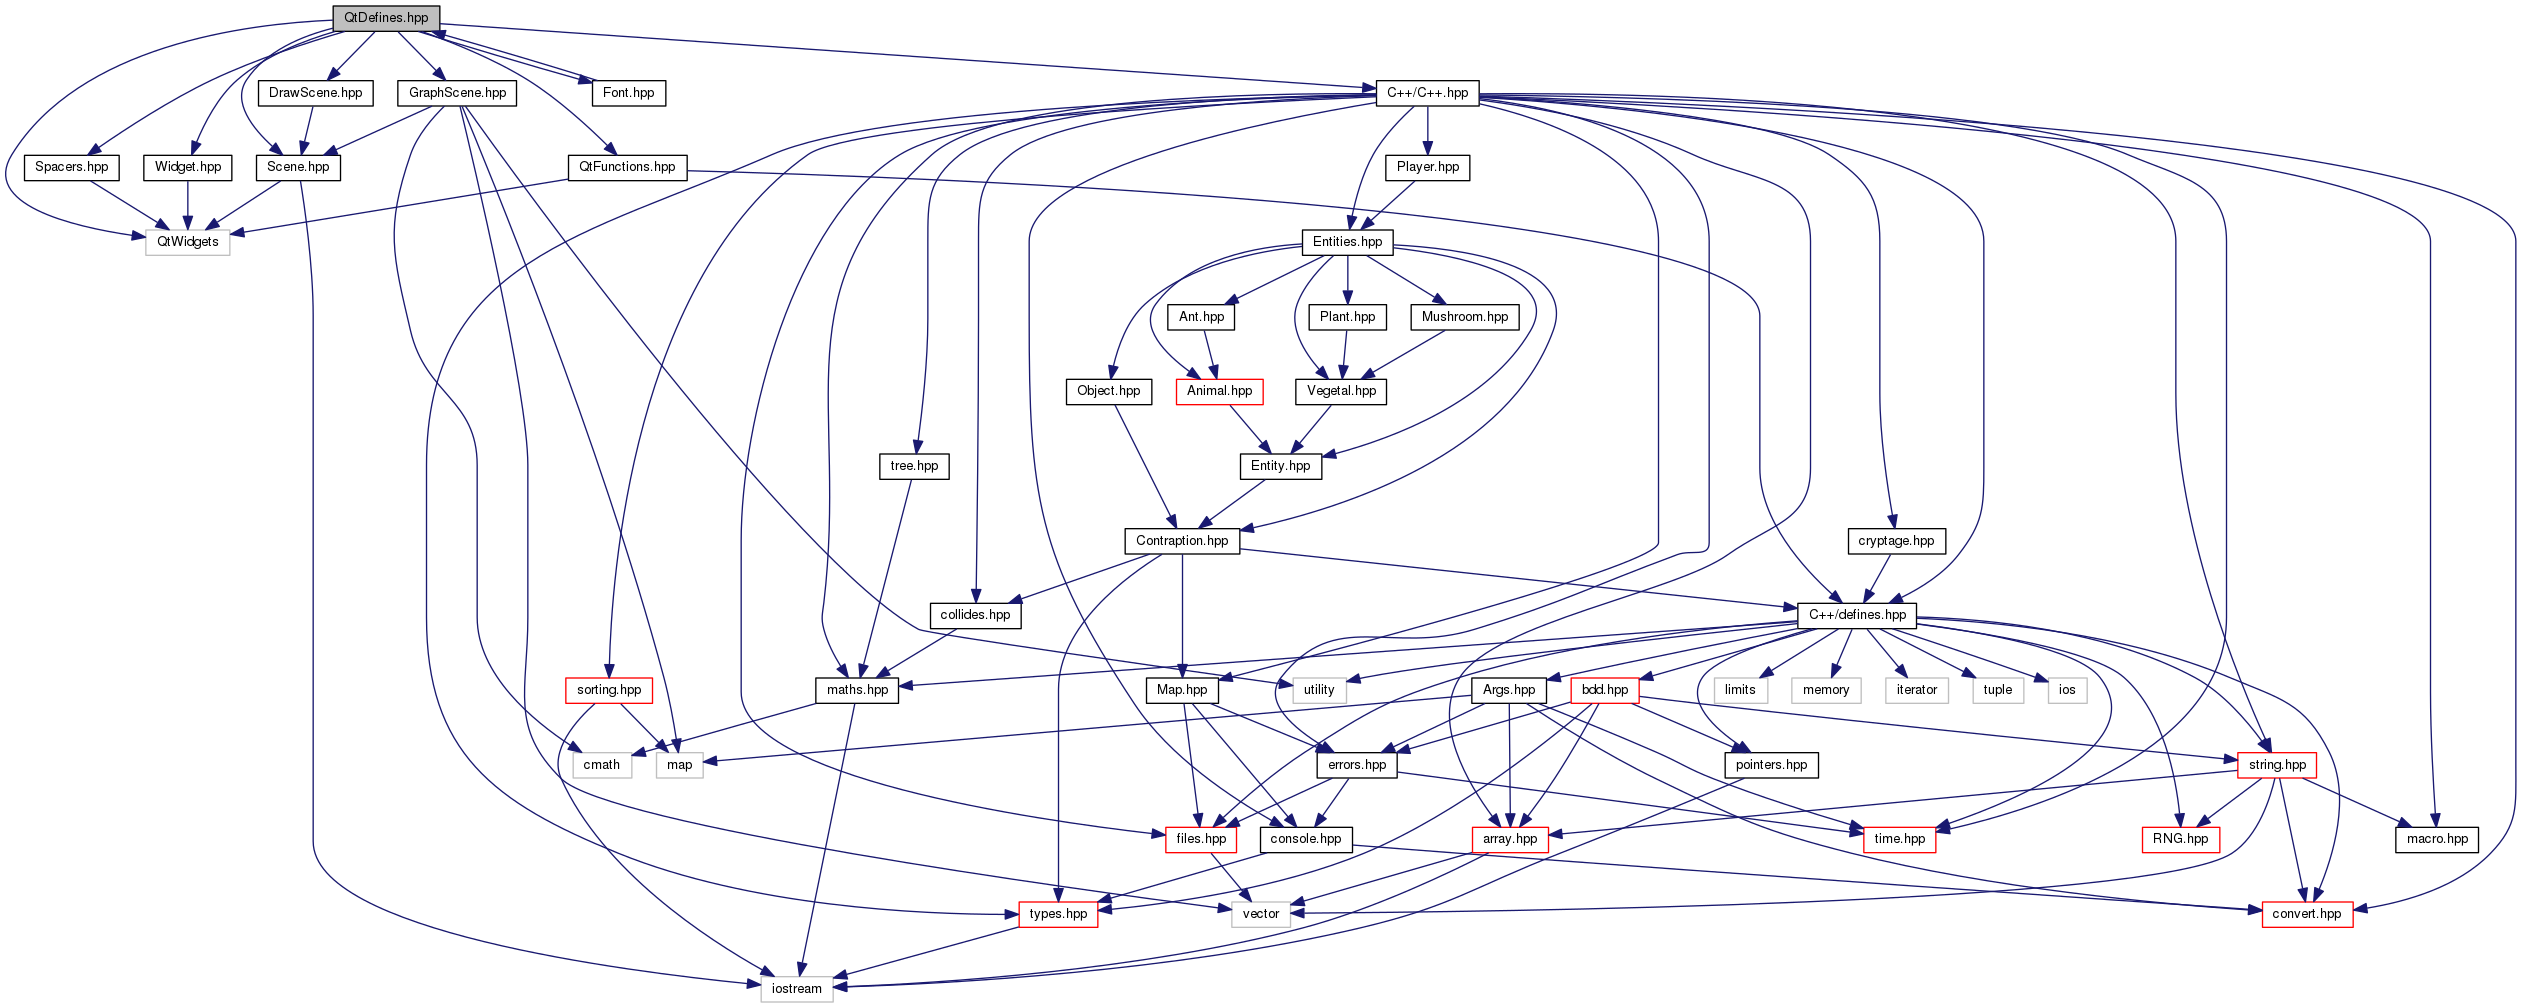 QtDefines.hpp
DrawScene.hpp
GraphScene.hpp
Font.hpp
C++/C++.hpp
Spacers.hpp
Widget.hpp
Scene.hpp
QtFunctions.hpp
Player.hpp
QtWidgets
Entities.hpp
Ant.hpp
Plant.hpp
Mushroom.hpp
Object.hpp
Animal.hpp
Vegetal.hpp
tree.hpp
Entity.hpp
Contraption.hpp
cryptage.hpp
collides.hpp
C++/defines.hpp
sorting.hpp
maths.hpp
Map.hpp
utility
Args.hpp
bdd.hpp
limits
memory
iterator
tuple
ios
cmath
map
errors.hpp
pointers.hpp
string.hpp
files.hpp
console.hpp
array.hpp
time.hpp
RNG.hpp
macro.hpp
types.hpp
vector
convert.hpp
iostream